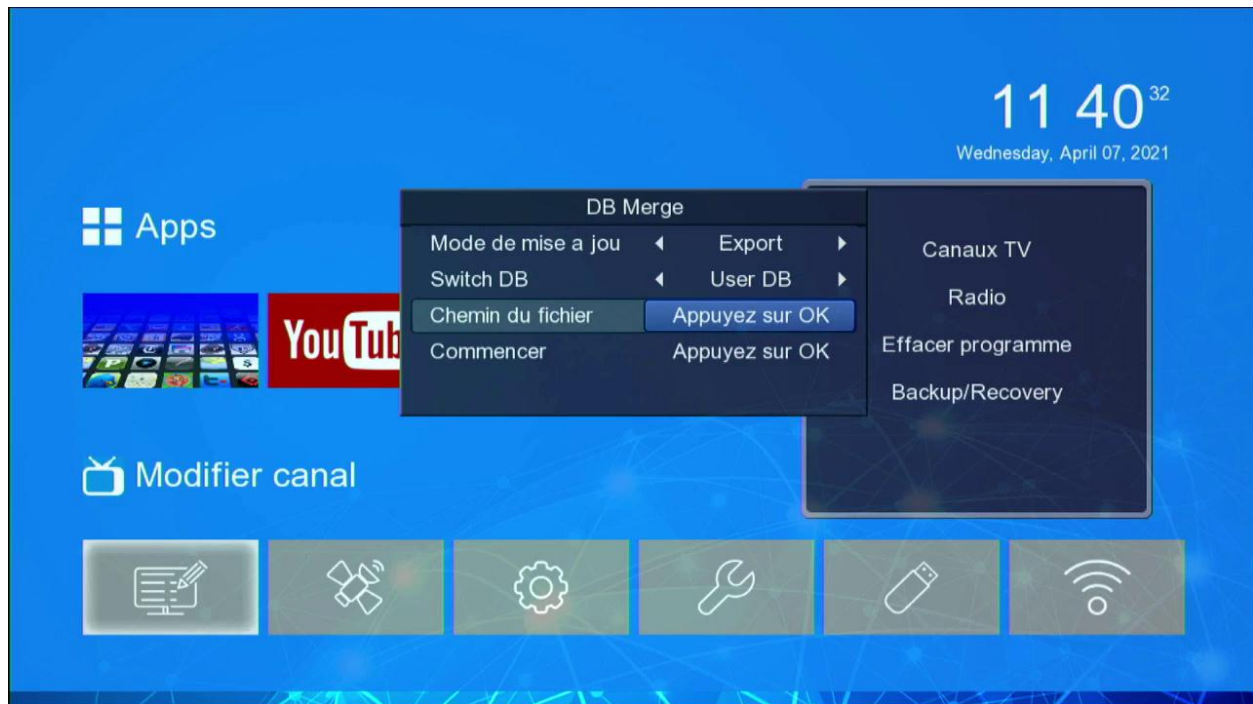 11 40 32
Wednesday, April 07, 2021
Apps
YouTub
DB Merge
Mode de mise a jou Export
Switch DB User DB
Chemin du fichier Appuyez sur OK
Commencer Appuyez sur OK
Canaux TV
Radio
Effacer programme
Backup/Recovery
Modifier canal